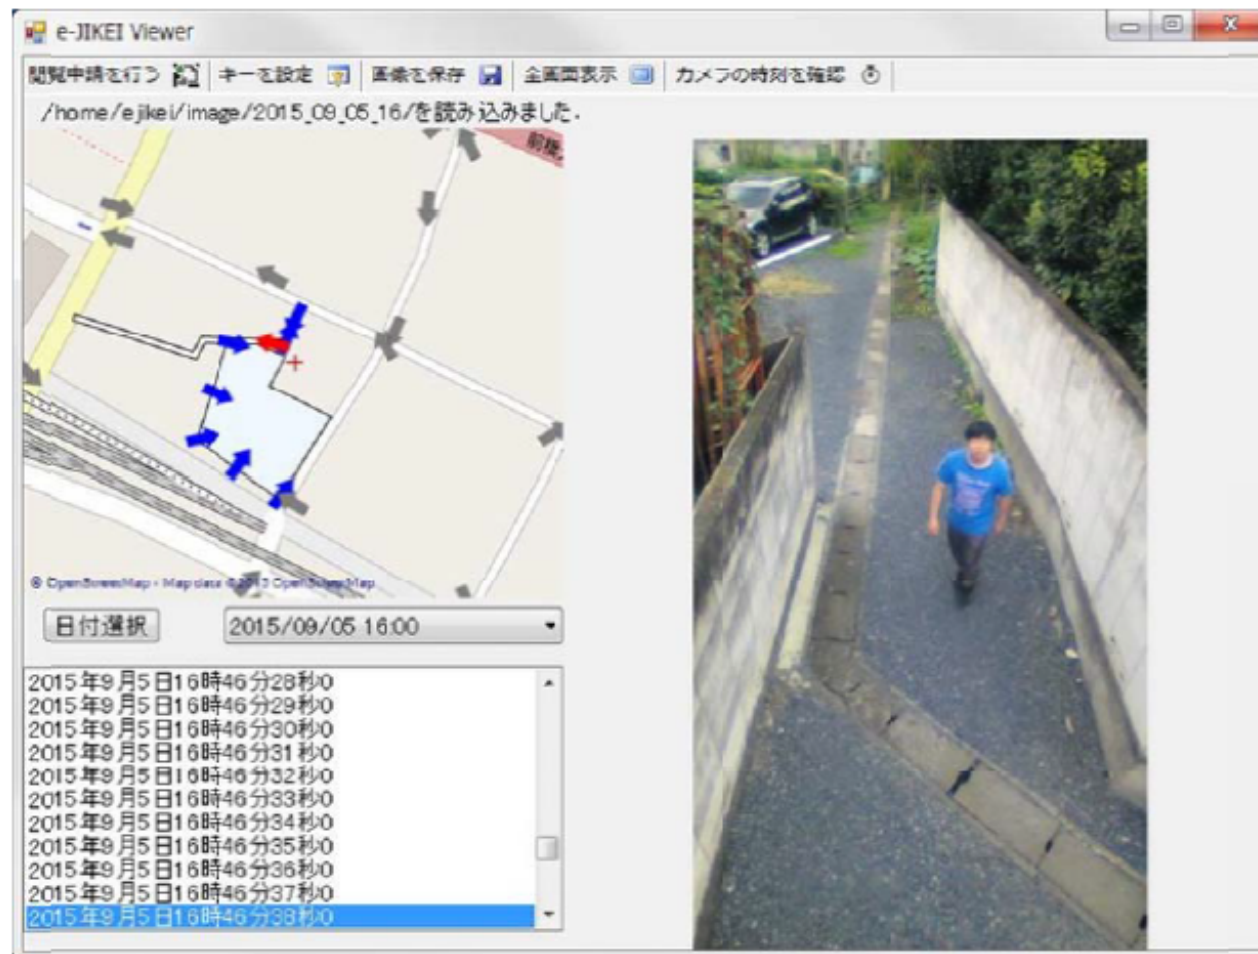 e-JIKEI Viewer
閲覧申請を行う キーを設定 画像を保存 全画面表示 カメラの時刻を確認
/home/ejikei/image/2015_09_05_16/を読み込みました.
前橋
© OpenStreetMap - Map data ©2013 OpenStreetMap
日付選択 2015/09/05 16:00
2015年9月5日16時46分28秒0
2015年9月5日16時46分29秒0
2015年9月5日16時46分30秒0
2015年9月5日16時46分31秒0
2015年9月5日16時46分32秒0
2015年9月5日16時46分33秒0
2015年9月5日16時46分34秒0
2015年9月5日16時46分35秒0
2015年9月5日16時46分36秒0
2015年9月5日16時46分37秒0
2015年9月5日16時46分38秒0